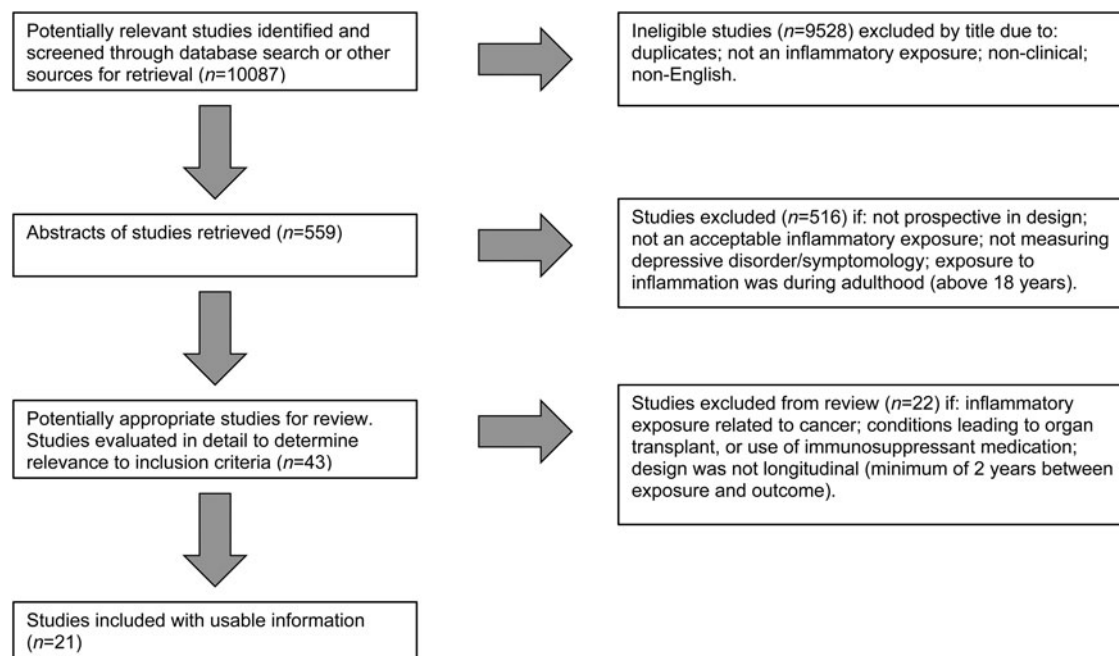 Potentially relevant studies identified and
screened through database search or other
sources for retrieval (n=10087)
Ineligible studies (n=9528) excluded by title due to:
duplicates; not an inflammatory exposure; non-clinical;
non-English.
Abstracts of studies retrieved (n=559)
Studies excluded (n=516) if: not prospective in design;
not an acceptable inflammatory exposure; not measuring
depressive disorder/symptomology; exposure to
inflammation was during adulthood (above 18 years).
Potentially appropriate studies for review.
Studies evaluated in detail to determine
relevance to inclusion criteria (n=43)
Studies excluded from review (n=22) if: inflammatory
exposure related to cancer; conditions leading to organ
transplant, or use of immunosuppressant medication;
design was not longitudinal (minimum of 2 years between
exposure and outcome).
Studies included with usable information
(n=21)